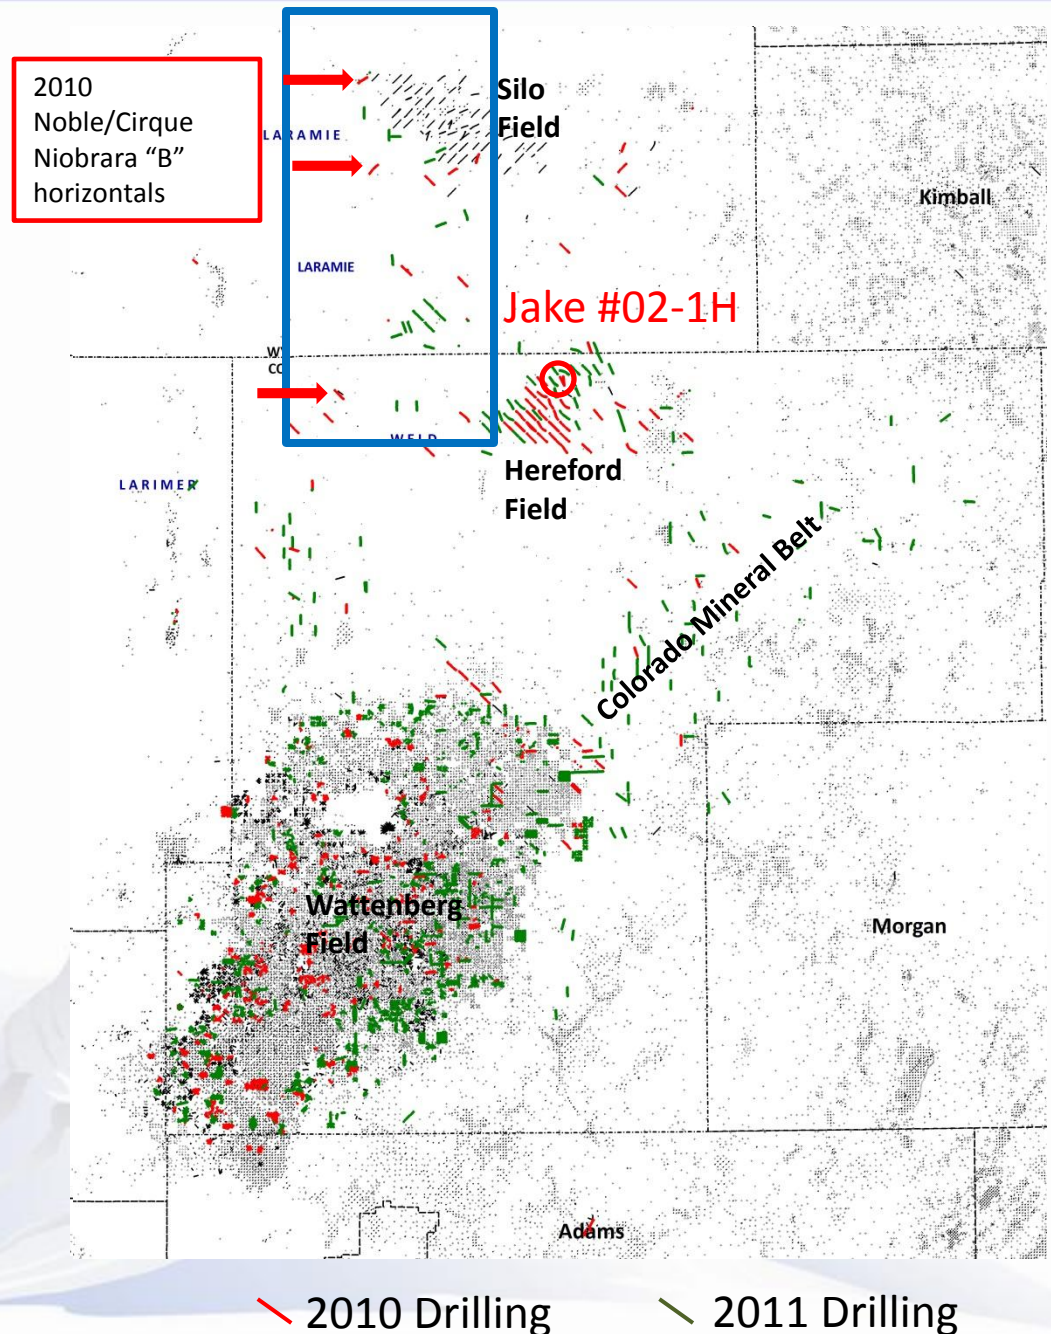 2010
Noble/Cirque
Niobrara “B”
horizontals
Silo
Field
LARAMIE
Kimball
LARAMIE
Jake #02-1H
WELD
Hereford
Field
LARIMER
Colorado Mineral Belt
Wattenberg
Field
Morgan
Adams
2010 Drilling
2011 Drilling